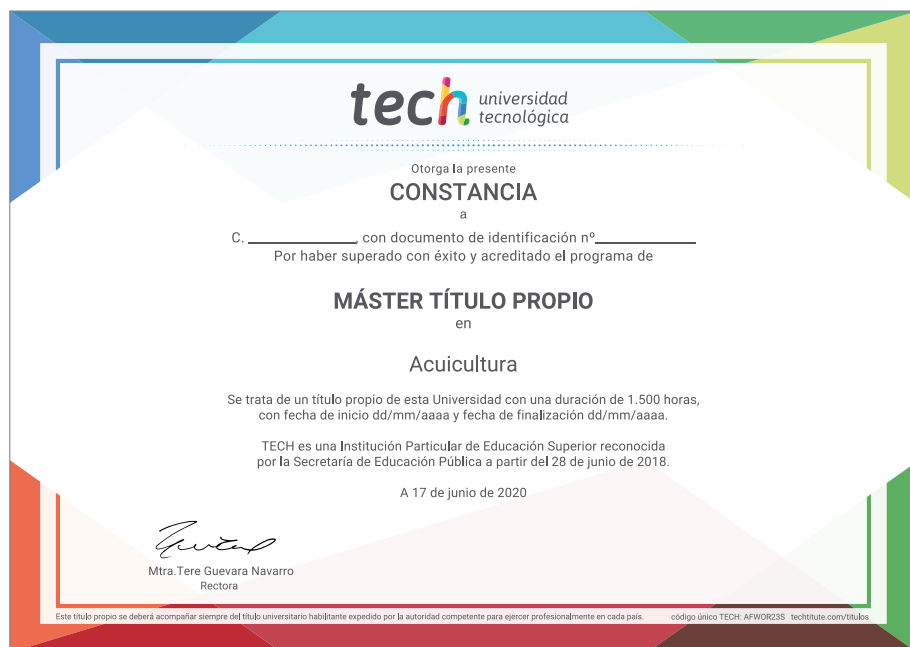 tech universidad
tecnológica
Otorga la presente
CONSTANCIA
a
C. ____________, con documento de identificación nº____________
Por haber superado con éxito y acreditado el programa de
MÁSTER TÍTULO PROPIO
en
Acuicultura
Se trata de un título propio de esta Universidad con una duración de 1.500 horas,
con fecha de inicio dd/mm/aaaa y fecha de finalización dd/mm/aaaa.
TECH es una Institución Particular de Educación Superior reconocida
por la Secretaría de Educación Pública a partir del 28 de junio de 2018.
A 17 de junio de 2020
Mtra.Tere Guevara Navarro
Rectora
Este título propio se deberá acompañar siempre del título universitario habilitante expedido por la autoridad competente para ejercer profesionalmente en cada país. código único TECH: AFWOR23S techtitute.com/titulos